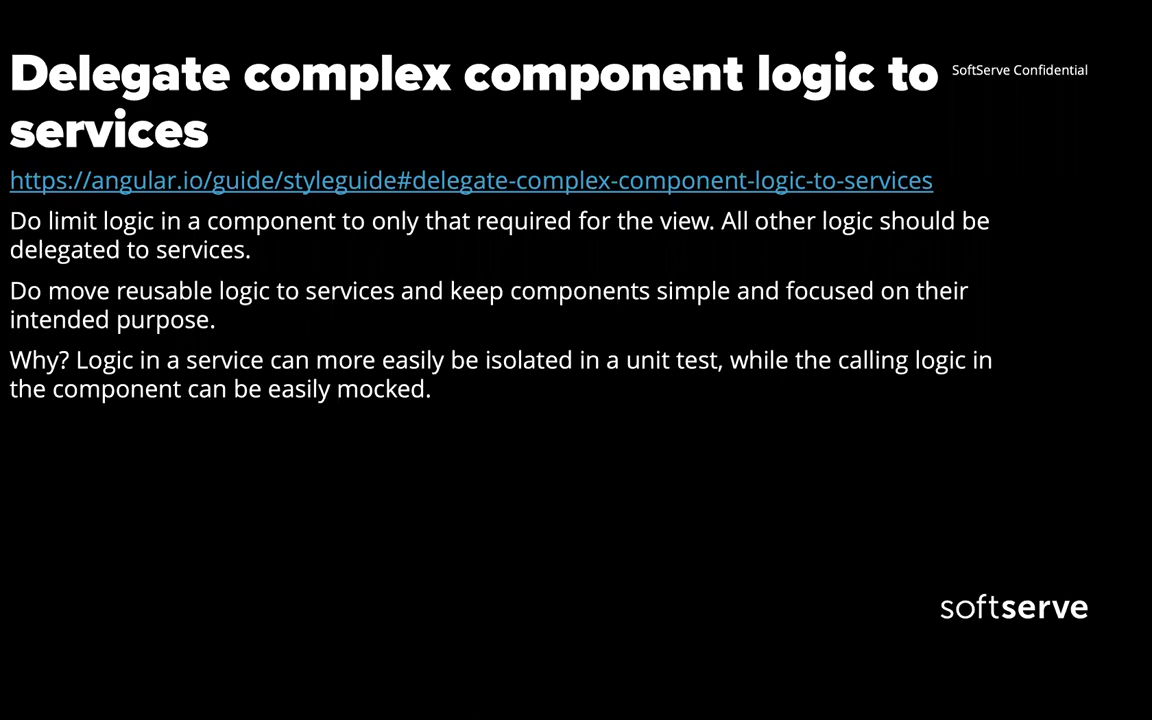 Delegate complex component logic to
services
SoftServe Confidential
https://angular.io/guide/styleguide#delegate-complex-component-logic-to-services
Do limit logic in a component to only that required for the view. All other logic should be
delegated to services.
Do move reusable logic to services and keep components simple and focused on their
intended purpose.
Why? Logic in a service can more easily be isolated in a unit test, while the calling logic in
the component can be easily mocked.
softserve